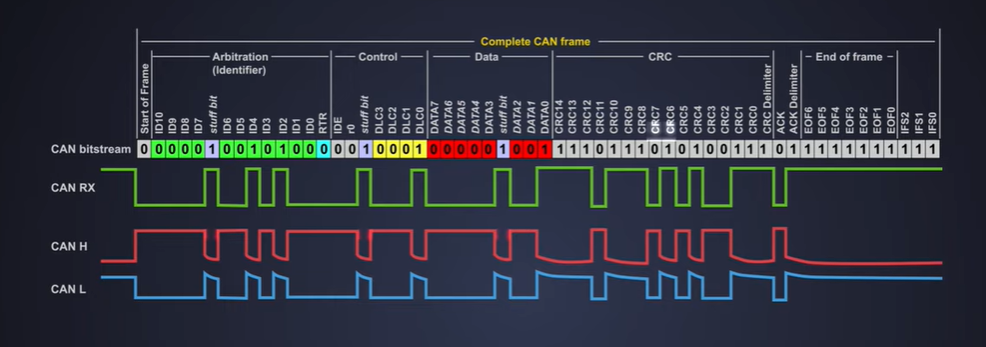 Complete CAN frame
Arbitration
(Identifier)
Control
Data
CRC
End of frame
Start of Frame
ID10
ID9
ID8
ID7
stuff bit
ID6
ID5
ID4
ID3
ID2
ID1
ID0
RTR
IDE
r0
stuff bit
DLC3
DLC2
DLC1
DLC0
DATA7
DATA6
DATA5
DATA4
DATA3
stuff bit
DATA2
DATA1
DATA0
CRC14
CRC13
CRC12
CRC11
CRC10
CRC9
CRC8
CRC7
CRC6
CRC5
CRC4
CRC3
CRC2
CRC1
CRC0
CRC Delimiter
ACK
ACK Delimiter
EOF6
EOF5
EOF4
EOF3
EOF2
EOF1
EOF0
IFS2
IFS1
IFS0
CAN bitstream 0 0 0 0 0 1 0 0 1 0 1 0 0 0 0 0 1 0 0 0 1 0 0 0 0 0 1 0 0 1 1 1 1 0 1 1 1 0 1 0 1 0 0 1 1 1 0 1 1 1 1 1 1 1 1 1 1 1
CAN RX
CAN H
CAN L